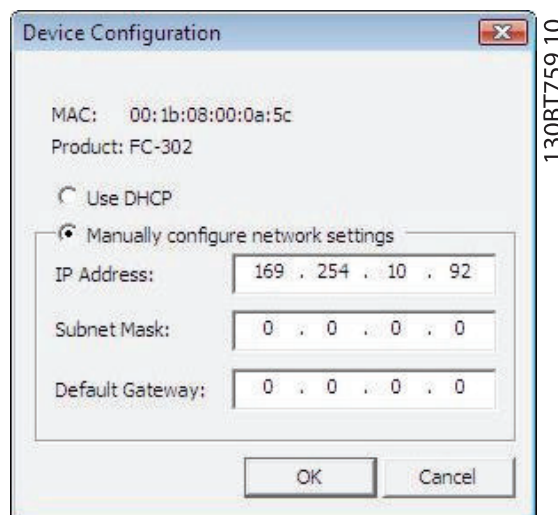 Device Configuration
MAC: 00:1b:08:00:0a:5c
Product: FC-302
Use DHCP
Manually configure network settings
IP Address: 169 . 254 . 10 . 92
Subnet Mask: 0 . 0 . 0 . 0
Default Gateway: 0 . 0 . 0 . 0
OK Cancel
130BT759.10